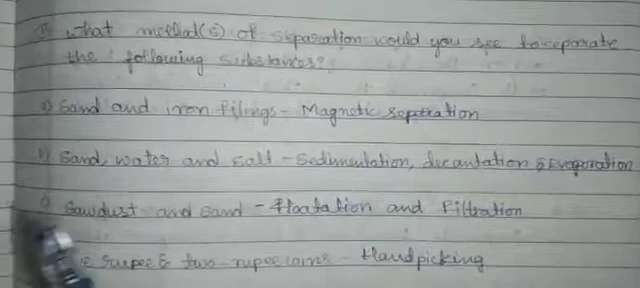 what method(s) of separation would you use to separate
the following substances?
a) Sand and iron filings - Magnetic separation
b) Sand, water and salt - Sedimentation, decantation & Evaporation
c) Sawdust and sand - floatation and Filtration
rupee & two-rupee coins - Handpicking